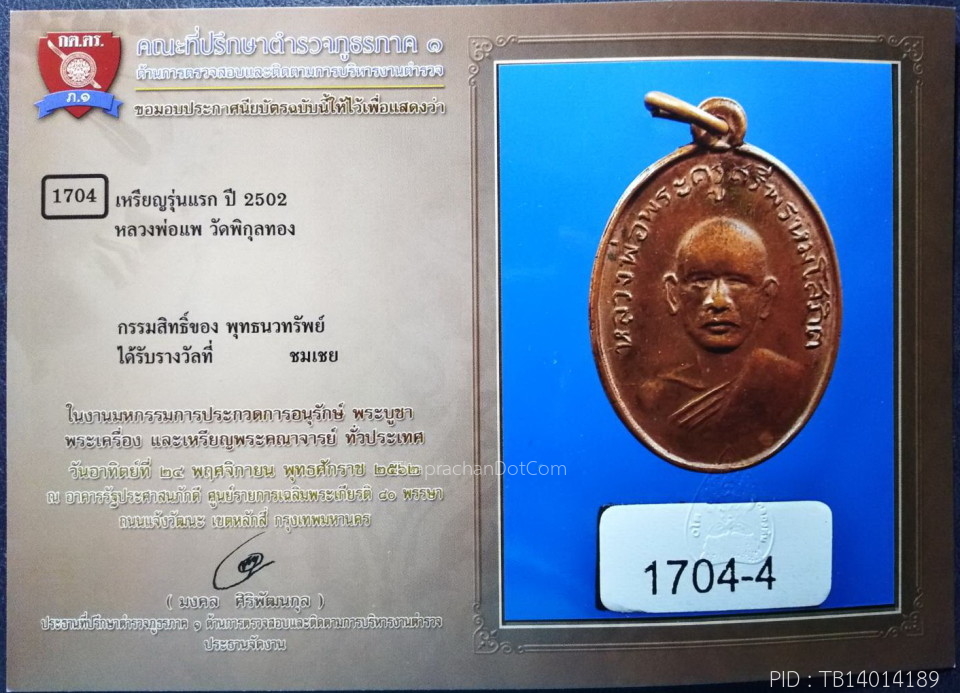 กต.ตร.
ภ.๑
คณะที่ปรึกษาตำรวจภูธรภาค ๑
ด้านการตรวจสอบและติดตามการบริหารงานตำรวจ
ขอมอบประกาศนียบัตรฉบับนี้ให้ไว้เพื่อแสดงว่า
1704
เหรียญรุ่นแรก ปี 2502
หลวงพ่อแพ วัดพิกุลทอง
กรรมสิทธิ์ของ พุทธนวทรัพย์
ได้รับรางวัลที่ ชมเชย
ในงานมหกรรมการประกวดการอนุรักษ์ พระบูชา
พระเครื่อง และเหรียญพระคณาจารย์ ทั่วประเทศ
วันอาทิตย์ที่ ๒๔ พฤศจิกายน พุทธศักราช ๒๕๖๒
ณ อาคารรัฐประศาสนภักดี ศูนย์ราชการเฉลิมพระเกียรติ ๘๐ พรรษา
ถนนแจ้งวัฒนะ เขตหลักสี่ กรุงเทพมหานคร
( มงคล ศิริพัฒนกุล )
ประธานที่ปรึกษาตำรวจภูธรภาค ๑ ด้านการตรวจสอบและติดตามการบริหารงานตำรวจ
ประธานจัดงาน
หลวงพ่อพระครูศรีพรหมโสภิต
1704-4
prachanDotCom
PID : TB14014189